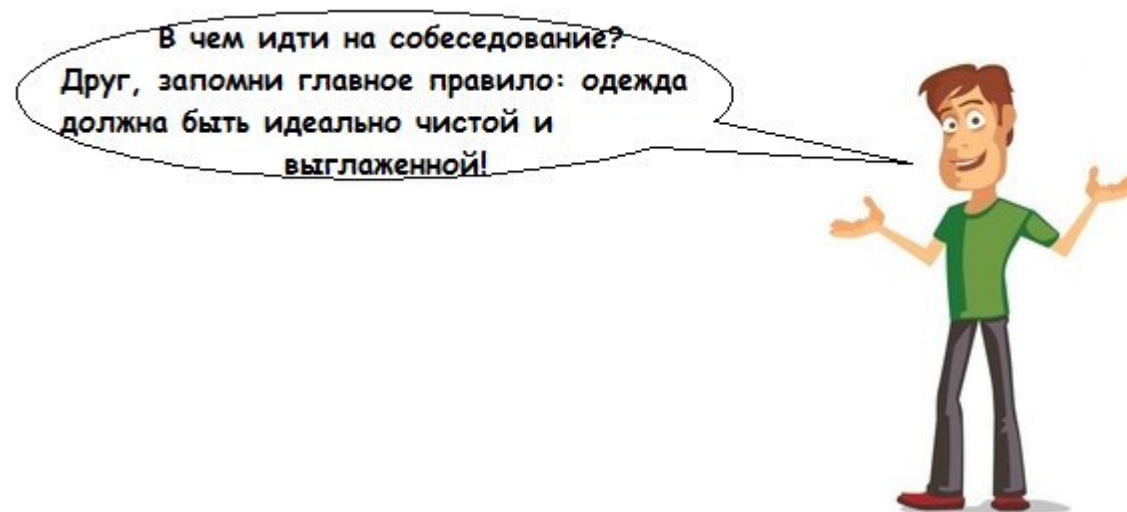 В чем идти на собеседование?
Друг, запомни главное правило: одежда
должна быть идеально чистой и
выглаженной!